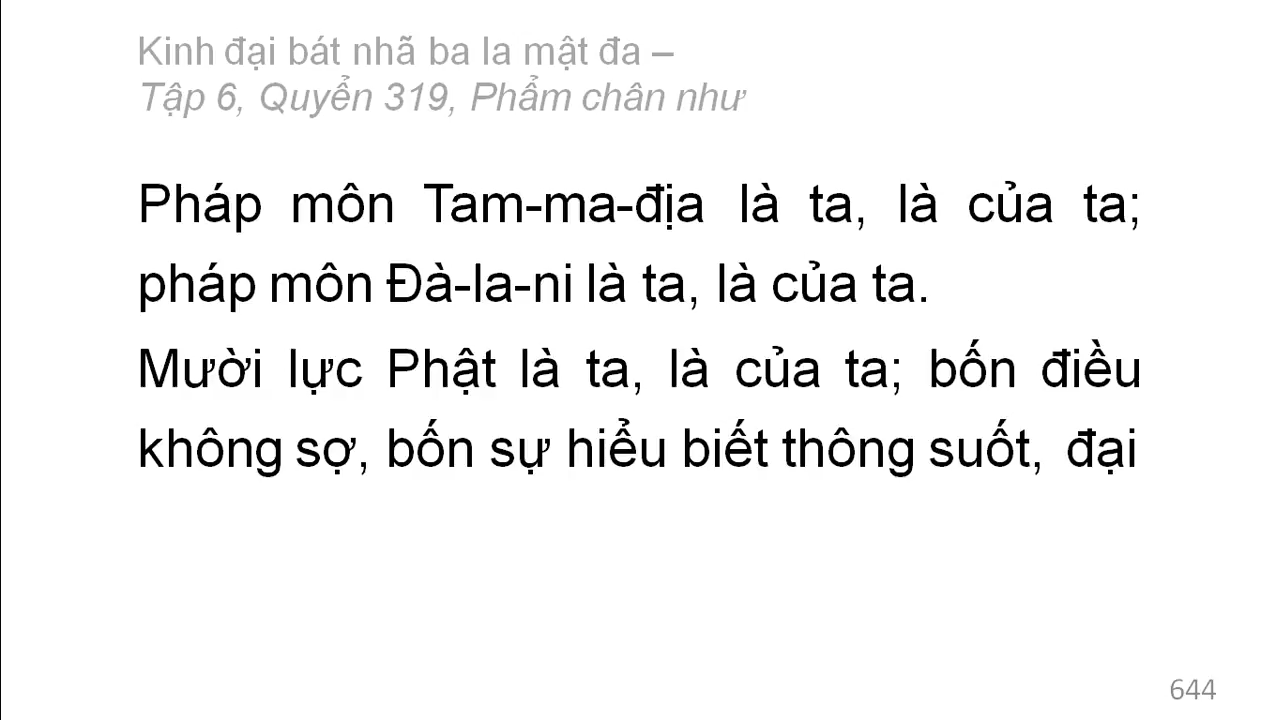 Kinh đại bát nhã ba la mật đa –
Tập 6, Quyển 319, Phẩm chân như
Pháp môn Tam-ma-địa là ta, là của ta;
pháp môn Đà-la-ni là ta, là của ta.
Mười lực Phật là ta, là của ta; bốn điều
không sợ, bốn sự hiểu biết thông suốt, đại
644